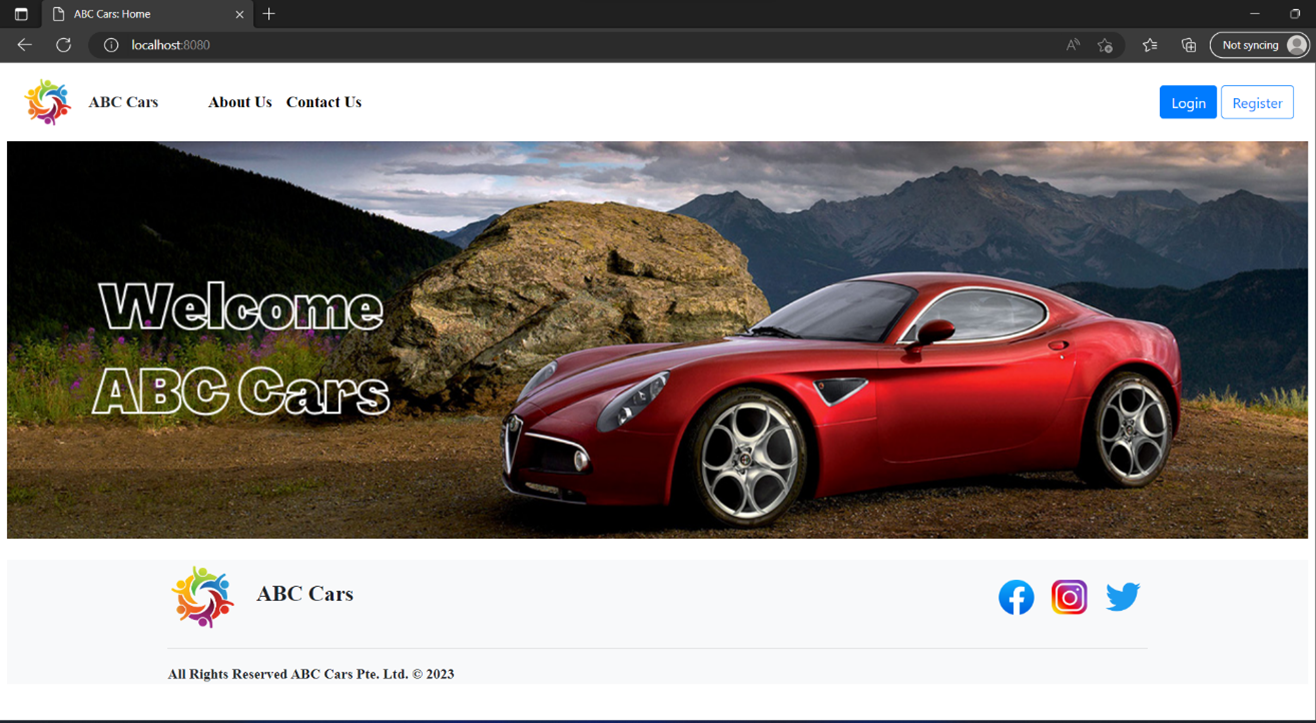 ABC Cars: Home
localhost:8080
Not syncing
ABC Cars
About Us
Contact Us
Login
Register
Welcome
ABC Cars
ABC Cars
All Rights Reserved ABC Cars Pte. Ltd. © 2023